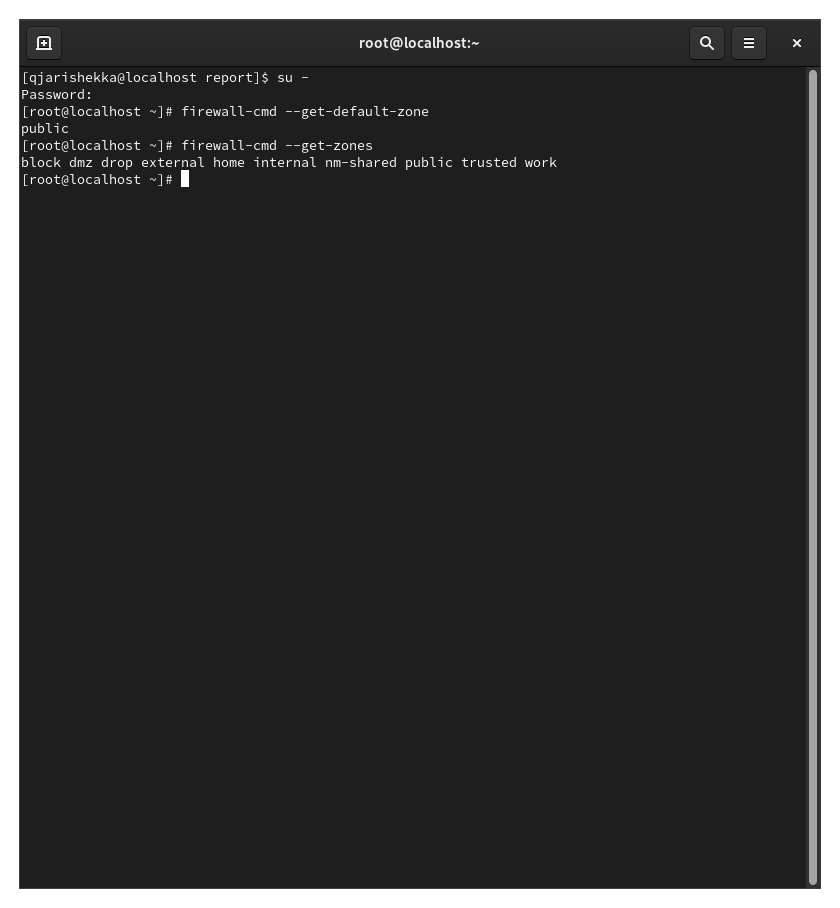 root@localhost:~
[qjarishekka@localhost report]$ su -
Password:
[root@localhost ~]# firewall-cmd --get-default-zone
public
[root@localhost ~]# firewall-cmd --get-zones
block dmz drop external home internal nm-shared public trusted work
[root@localhost ~]#